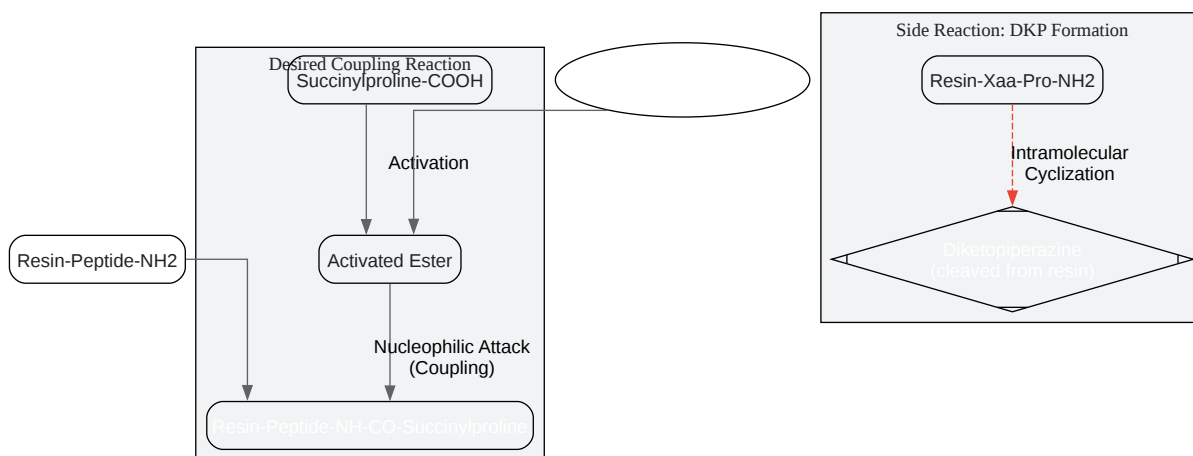 Desired Coupling Reaction
Succinylproline-COOH
Activation
Resin-Peptide-NH2
Activated Ester
Nucleophilic Attack
(Coupling)
Resin-Peptide-NH-CO-Succinylproline
Side Reaction: DKP Formation
Resin-Xaa-Pro-NH2
Intramolecular
Cyclization
Diketopiperazine
(cleaved from resin)